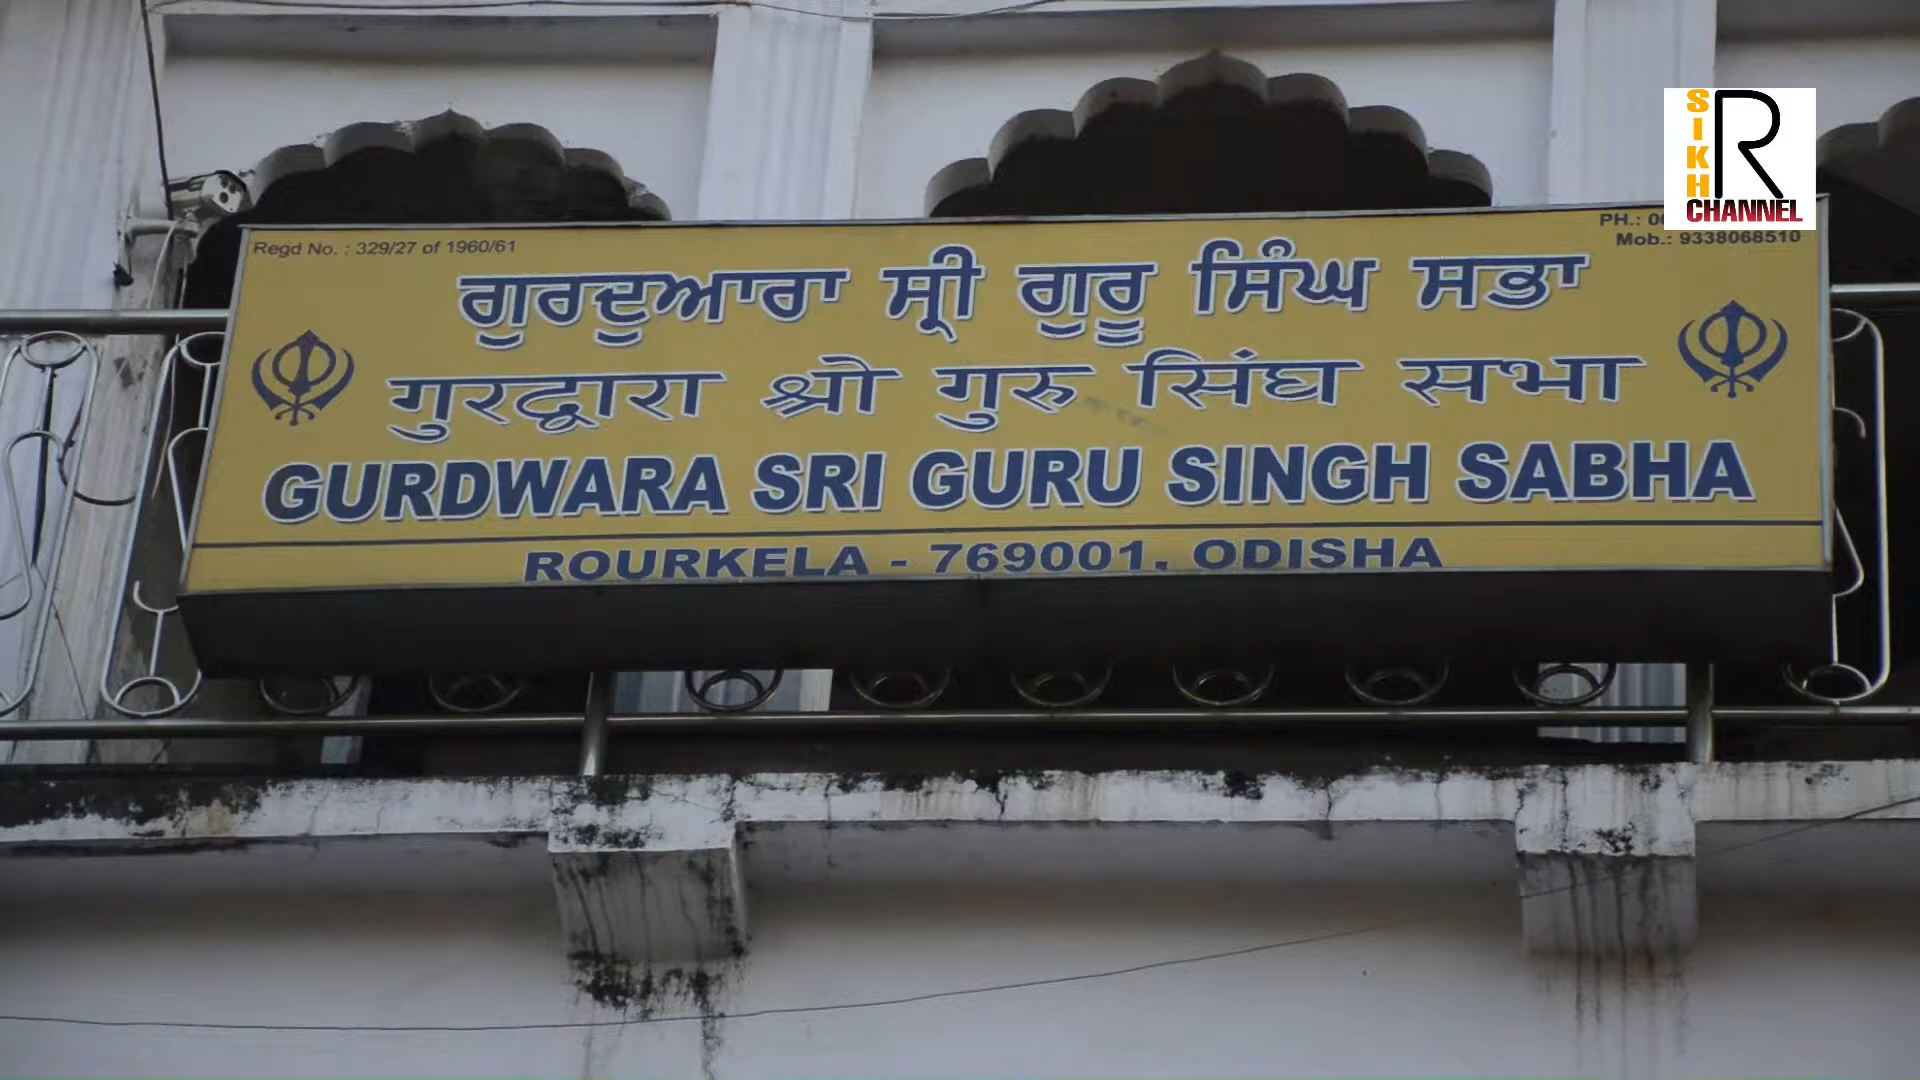 Regd No. : 329/27 of 1960/61
PH.:
Mob.: 9338068510
ਗੁਰਦੁਆਰਾ ਸ੍ਰੀ ਗੁਰੂ ਸਿੰਘ ਸਭਾ
गुरद्वारा श्री गुरु सिंघ सभा
GURDWARA SRI GURU SINGH SABHA
ROURKELA - 769001, ODISHA
SIKH R
CHANNEL